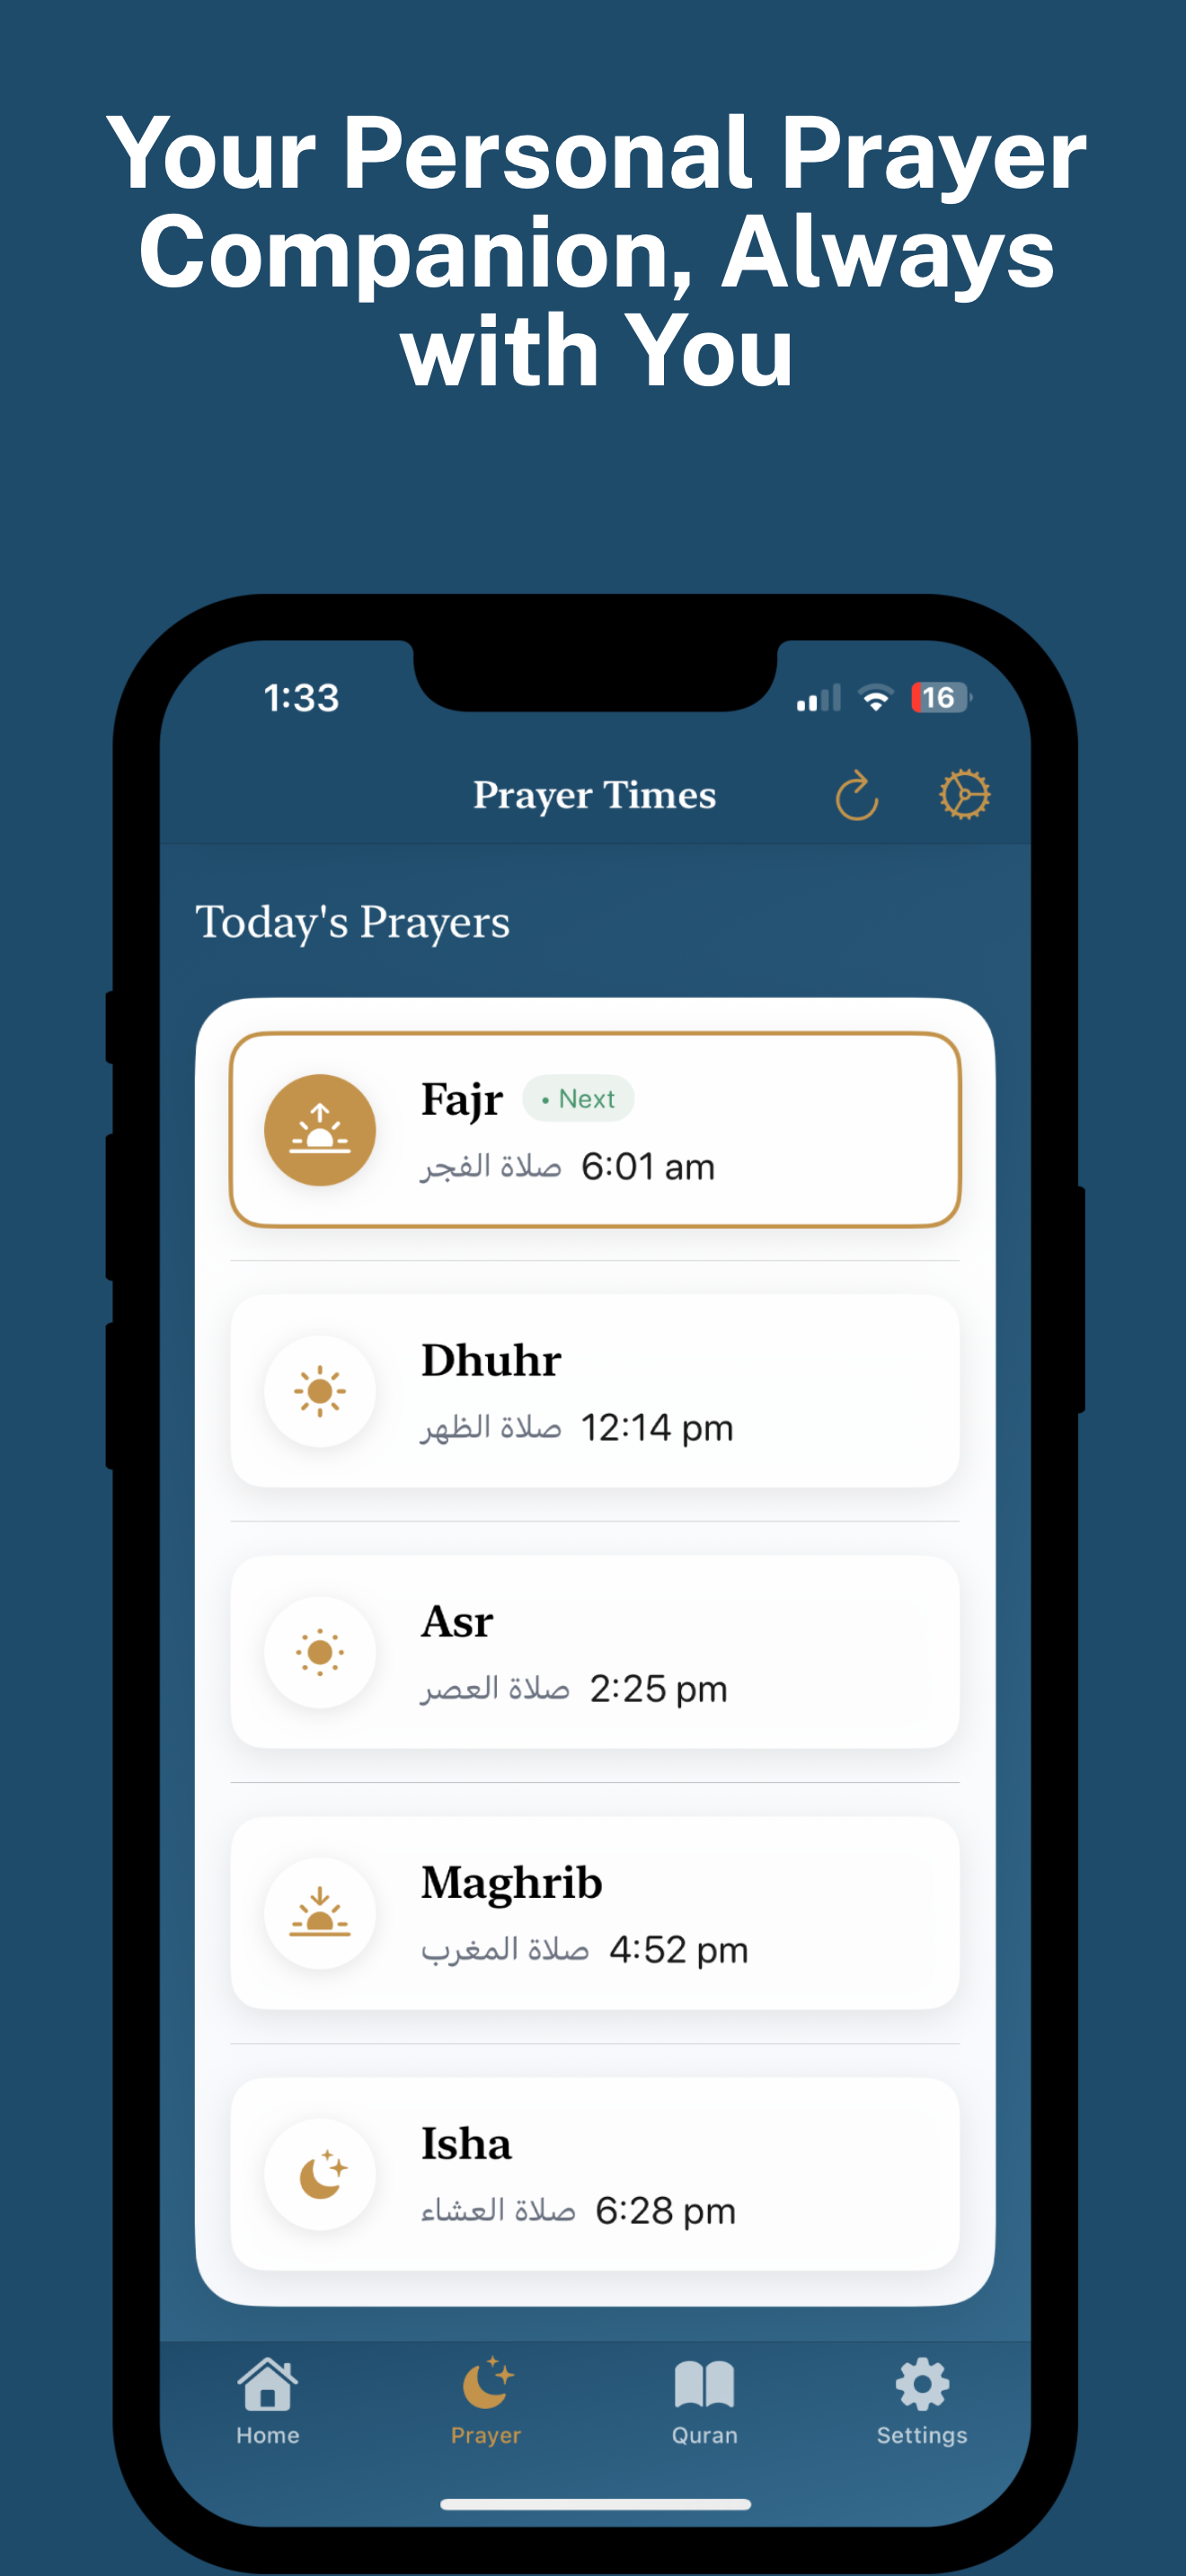 Your Personal Prayer
Companion, Always
with You
1:33
16
Prayer Times
Today's Prayers
Fajr • Next
صلاة الفجر 6:01 am
Dhuhr
صلاة الظهر 12:14 pm
Asr
صلاة العصر 2:25 pm
Maghrib
صلاة المغرب 4:52 pm
Isha
صلاة العشاء 6:28 pm
Home Prayer Quran Settings